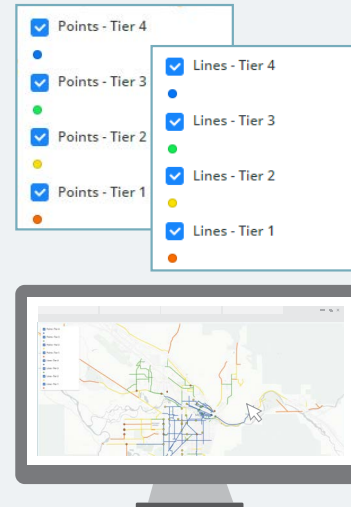 Points - Tier 4
Points - Tier 3
Points - Tier 2
Points - Tier 1
Lines - Tier 4
Lines - Tier 3
Lines - Tier 2
Lines - Tier 1